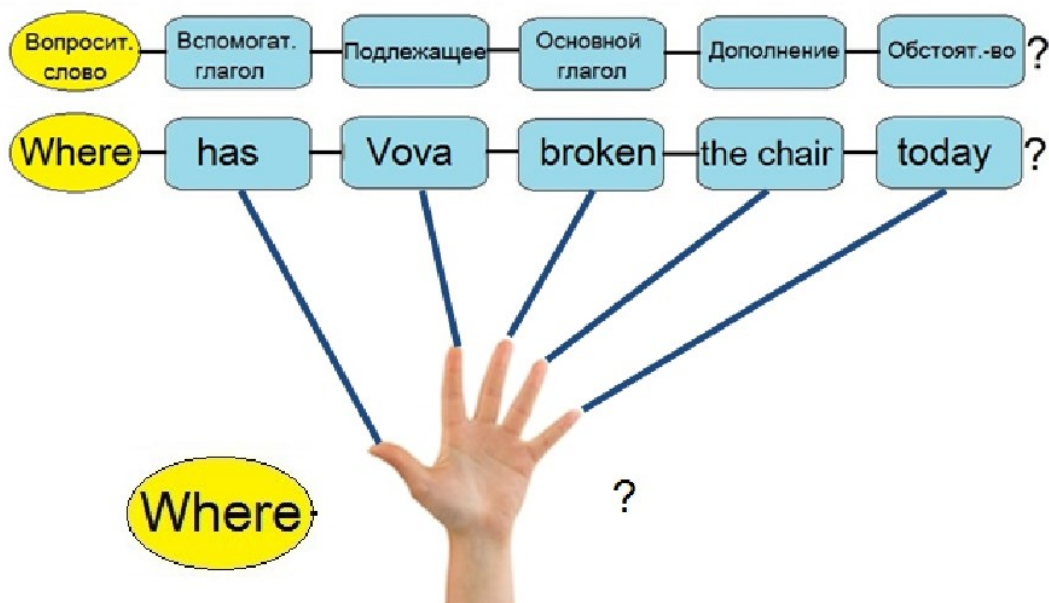 Вопросит. слово
Вспомогат. глагол
Подлежащее
Основной глагол
Дополнение
Обстоят.-во
?
Where
has
Vova
broken
the chair
today
?
Where
?